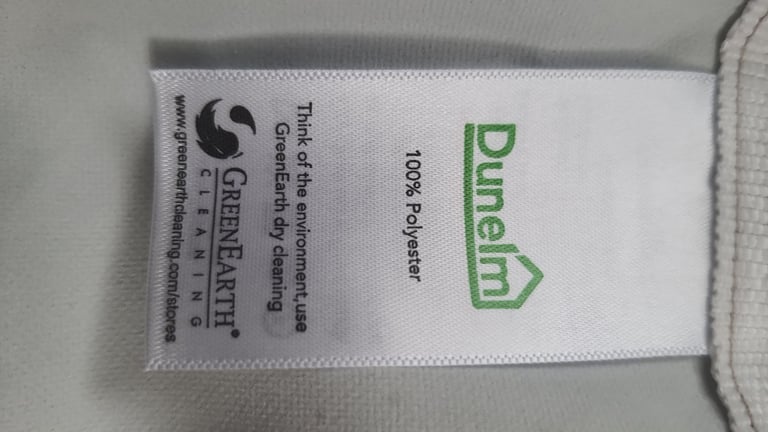 Dunelm
100% Polyester
Think of the environment,use
GreenEarth dry cleaning
GREENEARTH®
CLEANING
www.greenearthcleaning.com/stores